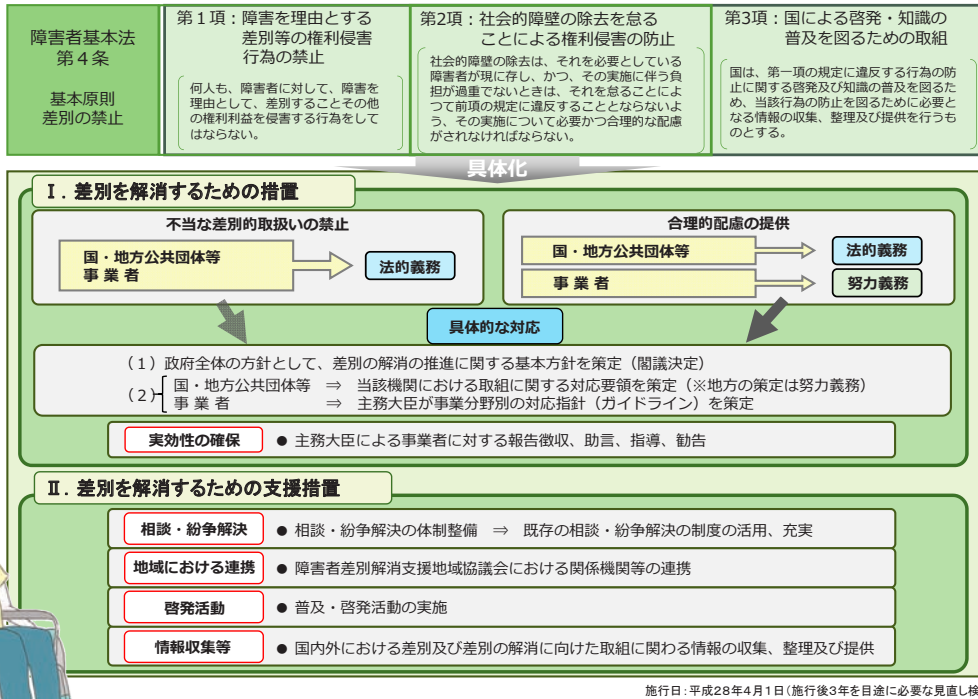 障害者基本法
第４条
基本原則
差別の禁止
第１項：障害を理由とする
差別等の権利侵害
行為の禁止
何人も、障害者に対して、障害を
理由として、差別することその他
の権利利益を侵害する行為をして
はならない。
第2項：社会的障壁の除去を怠る
ことによる権利侵害の防止
社会的障壁の除去は、それを必要としている
障害者が現に存し、かつ、その実施に伴う負
担が過重でないときは、それを怠ることによ
つて前項の規定に違反することとならないよ
う、その実施について必要かつ合理的な配慮
がされなければならない。
第3項：国による啓発・知識の
普及を図るための取組
国は、第一項の規定に違反する行為の防
止に関する啓発及び知識の普及を図るた
め、当該行為の防止を図るために必要と
なる情報の収集、整理及び提供を行うも
のとする。
具体化
Ⅰ．差別を解消するための措置
不当な差別的取扱いの禁止
国・地方公共団体等
事 業 者
法的義務
合理的配慮の提供
国・地方公共団体等
法的義務
事 業 者
努力義務
具体的な対応
（１）政府全体の方針として、差別の解消の推進に関する基本方針を策定（閣議決定）
（２）
国・地方公共団体等 ⇒ 当該機関における取組に関する対応要領を策定（※地方の策定は努力義務）
事 業 者 ⇒ 主務大臣が事業分野別の対応指針（ガイドライン）を策定
実効性の確保 ● 主務大臣による事業者に対する報告徴収、助言、指導、勧告
Ⅱ．差別を解消するための支援措置
相談・紛争解決 ● 相談・紛争解決の体制整備 ⇒ 既存の相談・紛争解決の制度の活用、充実
地域における連携 ● 障害者差別解消支援地域協議会における関係機関等の連携
啓発活動 ● 普及・啓発活動の実施
情報収集等 ● 国内外における差別及び差別の解消に向けた取組に関わる情報の収集、整理及び提供
施行日：平成２８年４月１日（施行後３年を目途に必要な見直し検